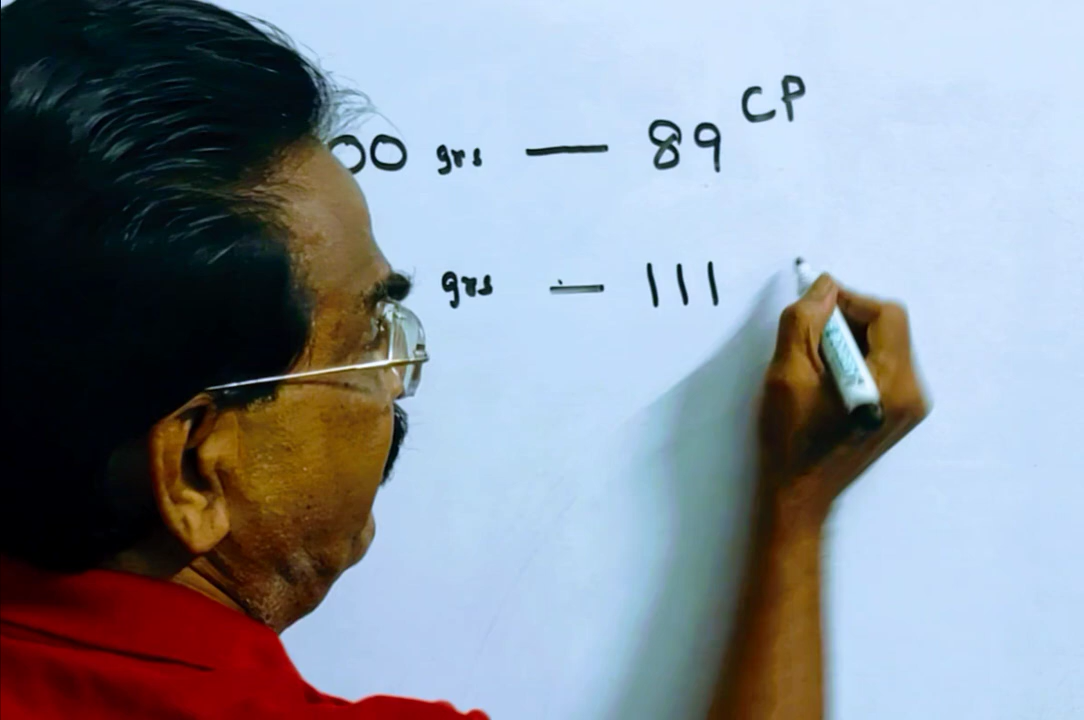 00 grs — 89 CP
grs — 111